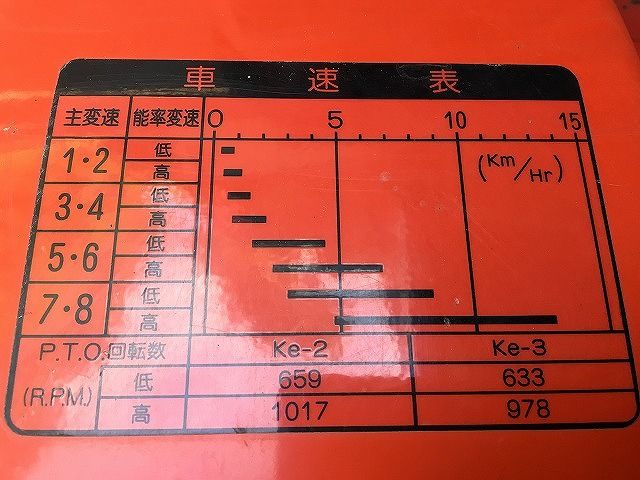 車速表
主変速 能率変速 0 5 10 15
1・2 低
高
(Km/Hr)
3・4 低
高
5・6 低
高
7・8 低
高
P.T.O.回転数 Ke-2 Ke-3
(R.P.M.) 低 659 633
高 1017 978